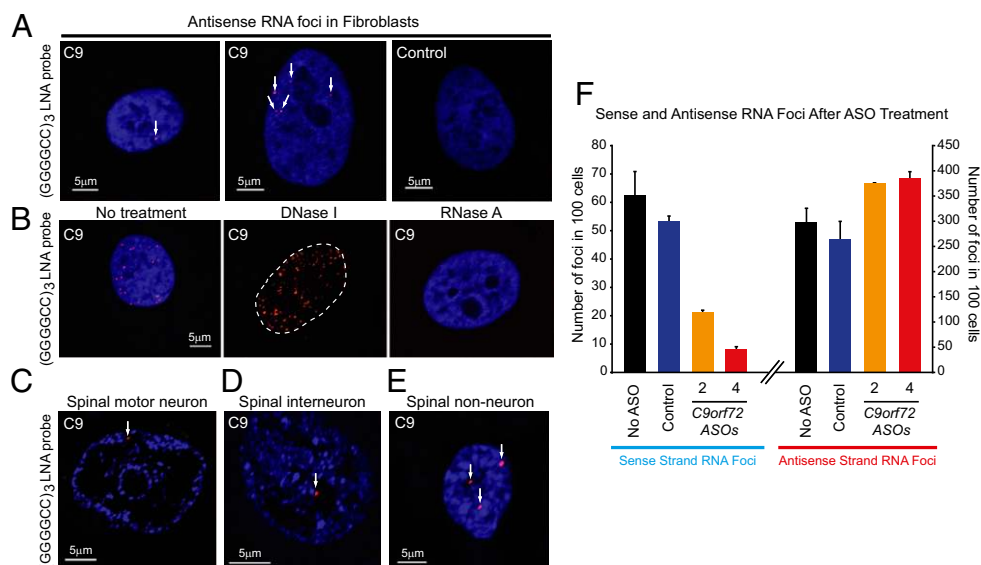 A
Antisense RNA foci in Fibroblasts
(GGGGCC)3 LNA probe
C9
5µm
C9
5µm
Control
5µm
B
(GGGGCC)3 LNA probe
No treatment
DNase I
RNase A
C9
5µm
C9
C9
C
D
E
GGGGCC)3 LNA probe
Spinal motor neuron
Spinal interneuron
Spinal non-neuron
C9
5µm
C9
5µm
C9
5µm
F
Sense and Antisense RNA Foci After ASO Treatment
Number of foci in 100 cells
80
70
60
50
40
30
20
10
0
450
400
350
300
250
200
150
100
50
0
Number of foci in 100 cells
No ASO
Control
2
4
C9orf72
ASOs
No ASO
Control
2
4
C9orf72
ASOs
Sense Strand RNA Foci
Antisense Strand RNA Foci